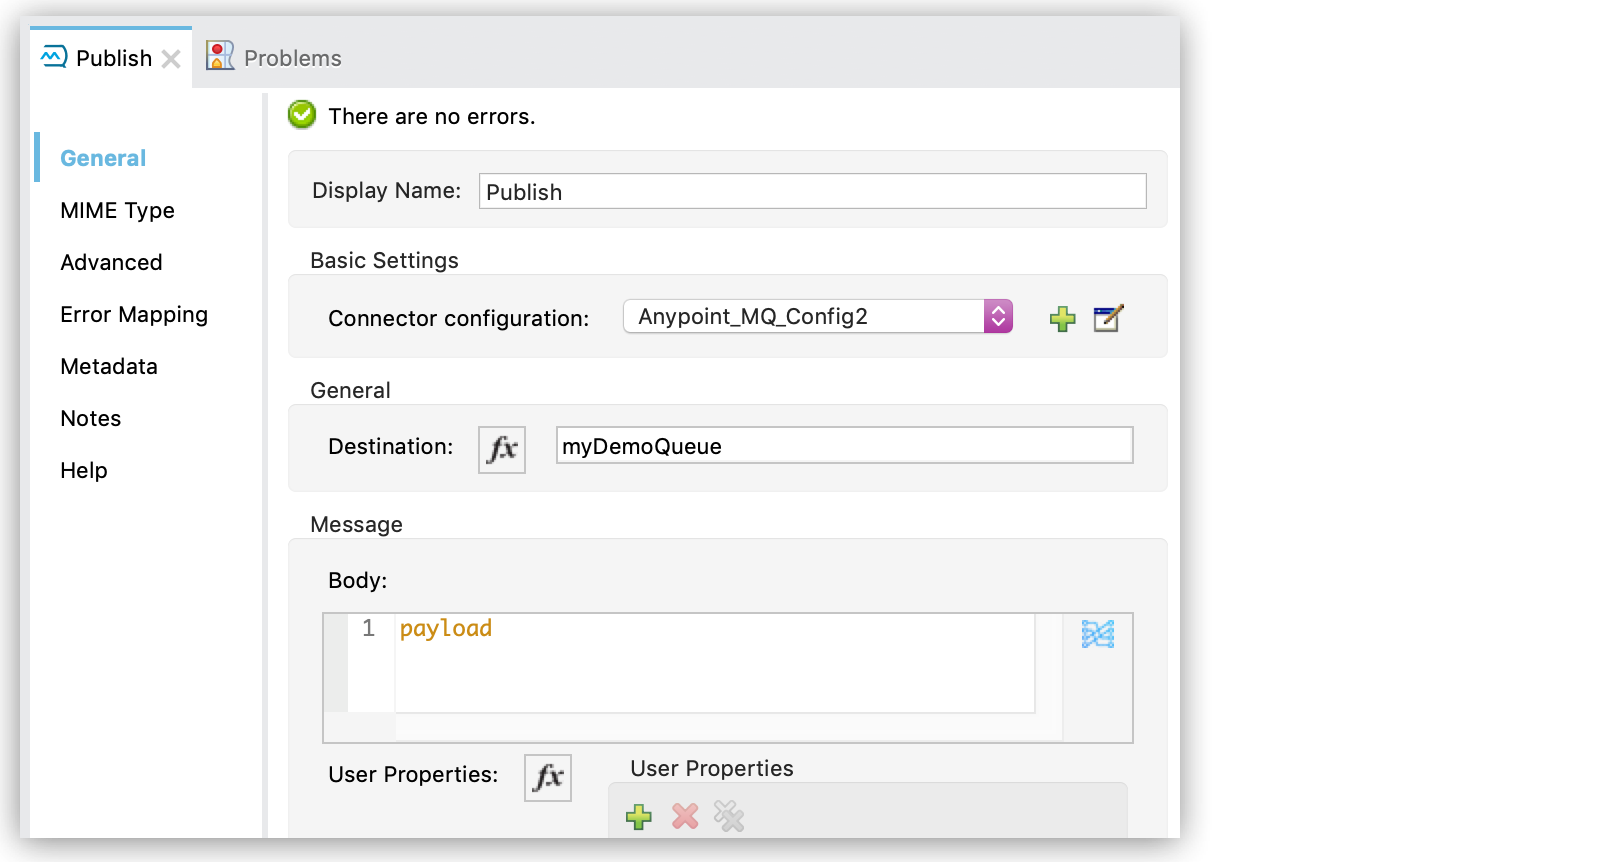 Publish
Problems
There are no errors.
General
MIME Type
Advanced
Error Mapping
Metadata
Notes
Help
Display Name: Publish
Basic Settings
Connector configuration: Anypoint_MQ_Config2
General
Destination: fx myDemoQueue
Message
Body:
1 payload
User Properties: fx User Properties